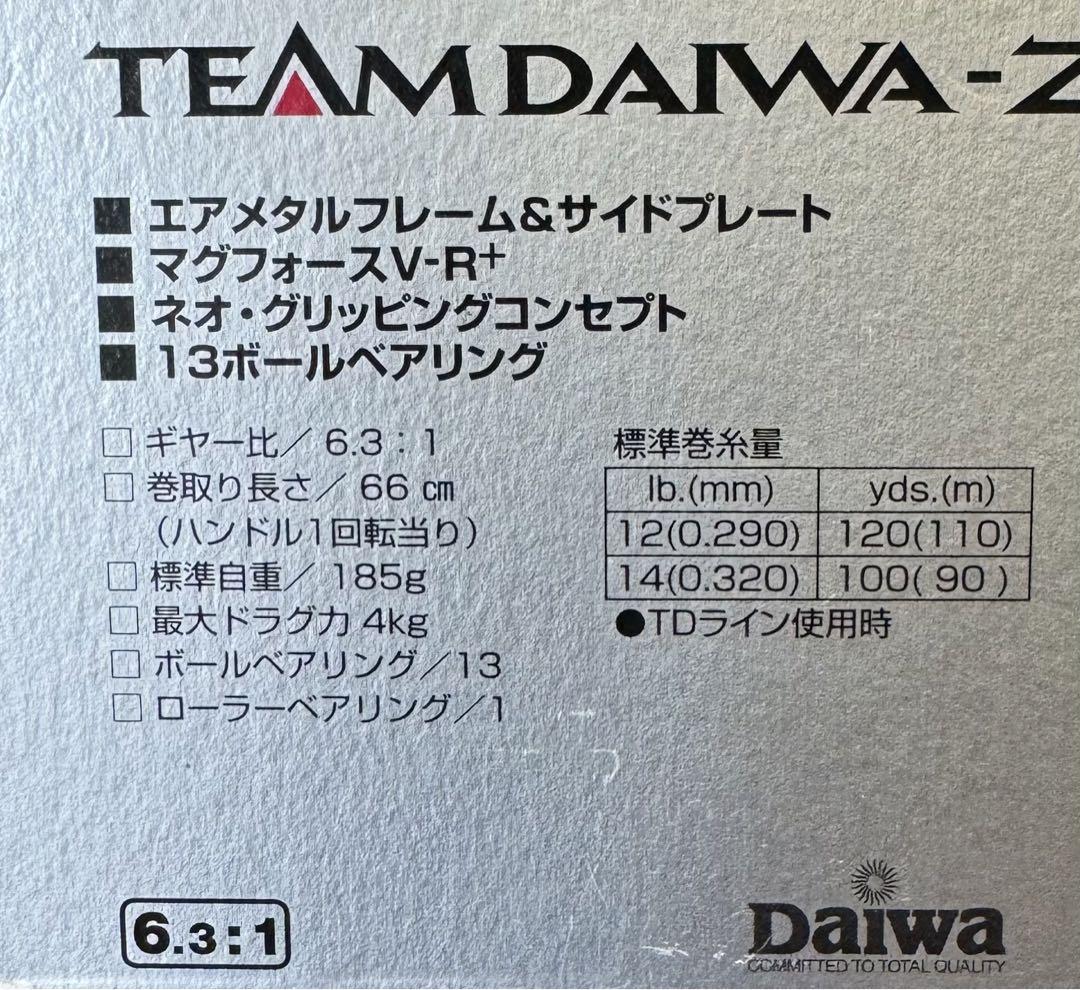 TEAMDAIWA-Z
■ エアメタルフレーム&サイドプレート
■ マグフォースV-R+
■ ネオ・グリッピングコンセプト
■ 13ボールベアリング
□ ギヤー比／ 6.3：1
□ 巻取り長さ／ 66 ㎝
（ハンドル1回転当り）
□ 標準自重／ 185g
□ 最大ドラグ力 4kg
□ ボールベアリング／13
□ ローラーベアリング／1
標準巻糸量
lb.(mm) yds.(m)
12(0.290) 120(110)
14(0.320) 100( 90 )
●TDライン使用時
6.3:1
Daiwa
COMMITTED TO TOTAL QUALITY